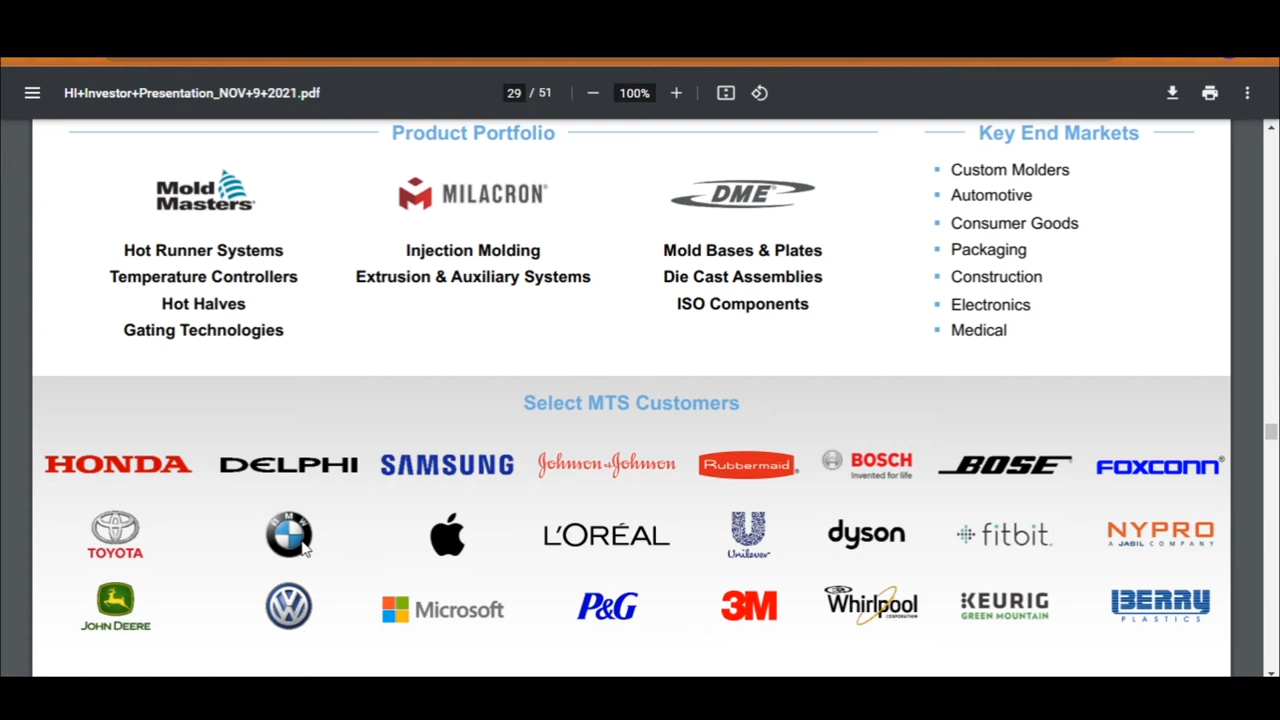 HI+Investor+Presentation_NOV+9+2021.pdf
29 / 51
100%
Product Portfolio
Key End Markets
Mold
Masters
MILACRON®
DME®
Hot Runner Systems
Temperature Controllers
Hot Halves
Gating Technologies
Injection Molding
Extrusion & Auxiliary Systems
Mold Bases & Plates
Die Cast Assemblies
ISO Components
Custom Molders
Automotive
Consumer Goods
Packaging
Construction
Electronics
Medical
Select MTS Customers
HONDA
DELPHI
SAMSUNG
Johnson & Johnson
Rubbermaid®
BOSCH
Invented for life
BOSE
FOXCONN®
TOYOTA
BMW
L'ORÉAL
Unilever
dyson
fitbit.
NYPRO
A JABIL COMPANY
JOHN DEERE
VW
Microsoft
P&G
3M
Whirlpool
CORPORATION
KEURIG
GREEN MOUNTAIN
BERRY
PLASTICS